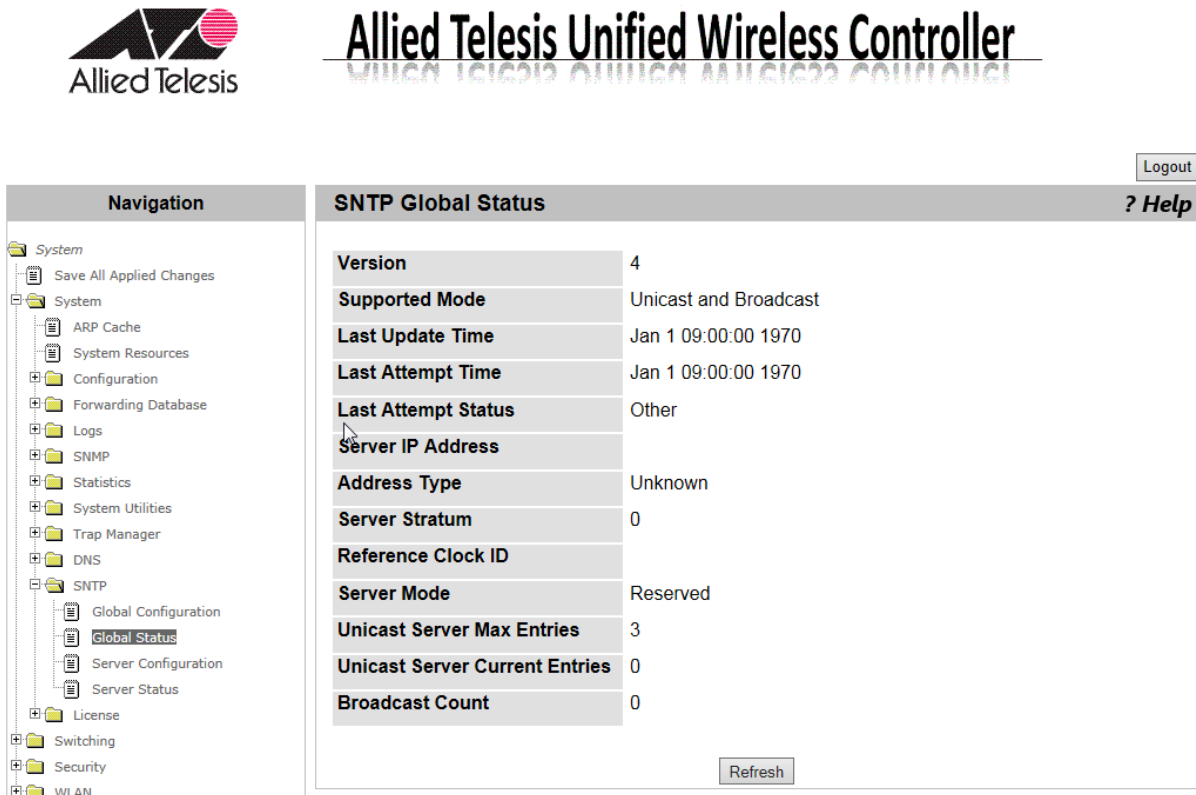 Allied Telesis
Allied Telesis Unified Wireless Controller
Logout
Navigation
System
Save All Applied Changes
System
ARP Cache
System Resources
Configuration
Forwarding Database
Logs
SNMP
Statistics
System Utilities
Trap Manager
DNS
SNTP
Global Configuration
Global Status
Server Configuration
Server Status
License
Switching
Security
WLAN
SNTP Global Status ? Help
Version 4
Supported Mode Unicast and Broadcast
Last Update Time Jan 1 09:00:00 1970
Last Attempt Time Jan 1 09:00:00 1970
Last Attempt Status Other
Server IP Address
Address Type Unknown
Server Stratum 0
Reference Clock ID
Server Mode Reserved
Unicast Server Max Entries 3
Unicast Server Current Entries 0
Broadcast Count 0
Refresh